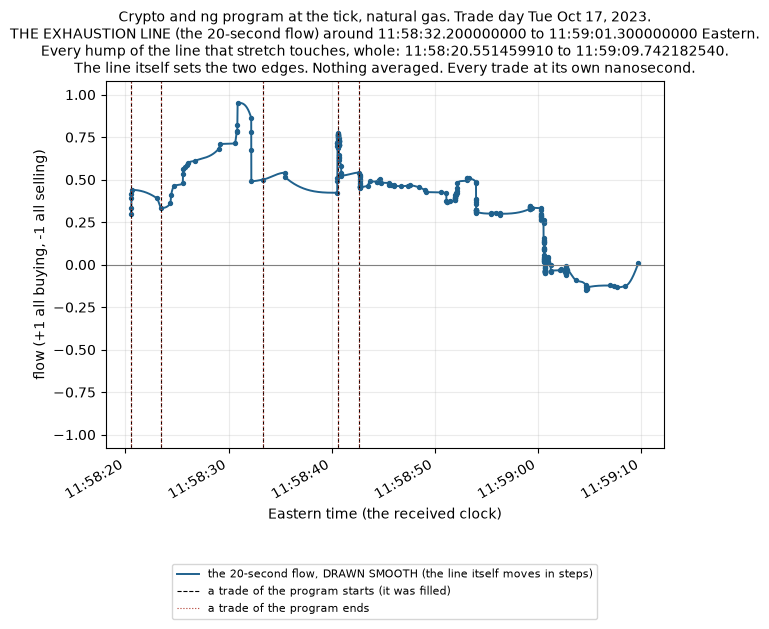 Crypto and ng program at the tick, natural gas. Trade day Tue Oct 17, 2023.
THE EXHAUSTION LINE (the 20-second flow) around 11:58:32.200000000 to 11:59:01.300000000 Eastern.
Every hump of the line that stretch touches, whole: 11:58:20.551459910 to 11:59:09.742182540.
The line itself sets the two edges. Nothing averaged. Every trade at its own nanosecond.
1.00
0.75
0.50
0.25
0.00
−0.25
−0.50
−0.75
−1.00
flow (+1 all buying, -1 all selling)
11:58:20
11:58:30
11:58:40
11:58:50
11:59:00
11:59:10
Eastern time (the received clock)
the 20-second flow, DRAWN SMOOTH (the line itself moves in steps)
a trade of the program starts (it was filled)
a trade of the program ends